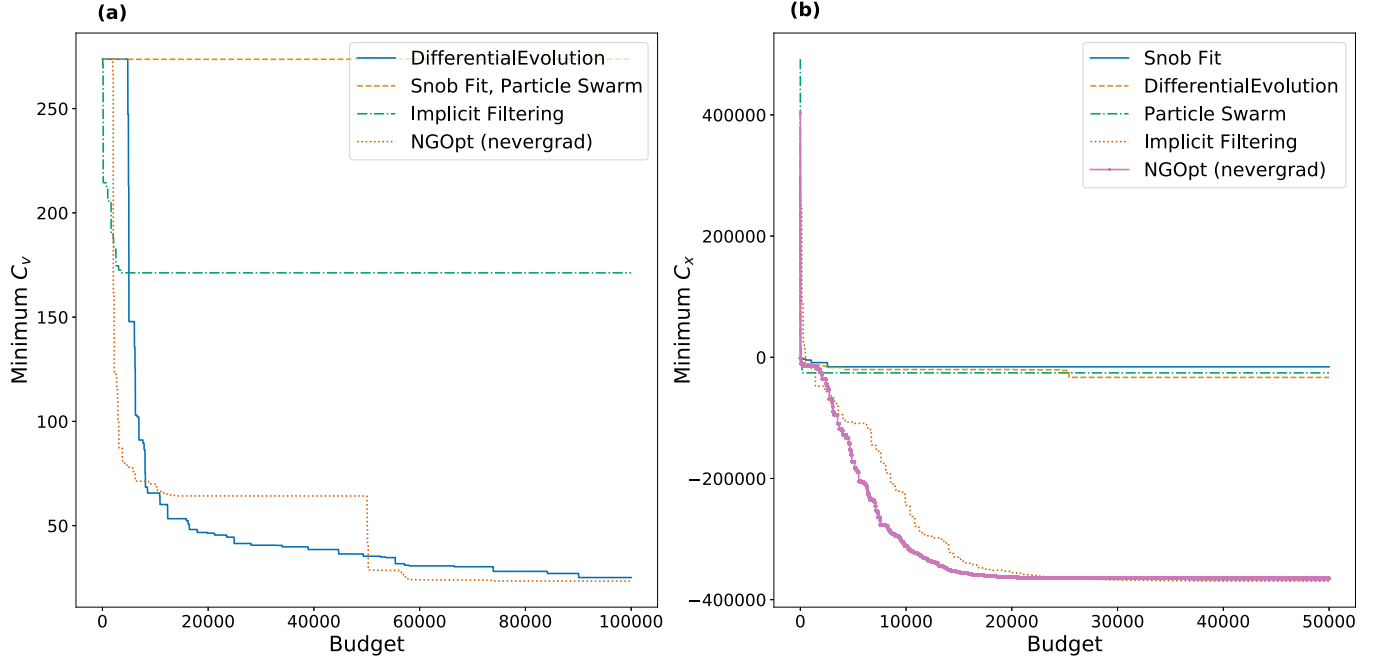 (a)
DifferentialEvolution
Snob Fit, Particle Swarm
Implicit Filtering
NGOpt (nevergrad)
250
200
150
100
50
Minimum C_v
0
20000
40000
60000
80000
100000
Budget
(b)
Snob Fit
DifferentialEvolution
Particle Swarm
Implicit Filtering
NGOpt (nevergrad)
400000
200000
0
−200000
−400000
Minimum C_x
0
10000
20000
30000
40000
50000
Budget